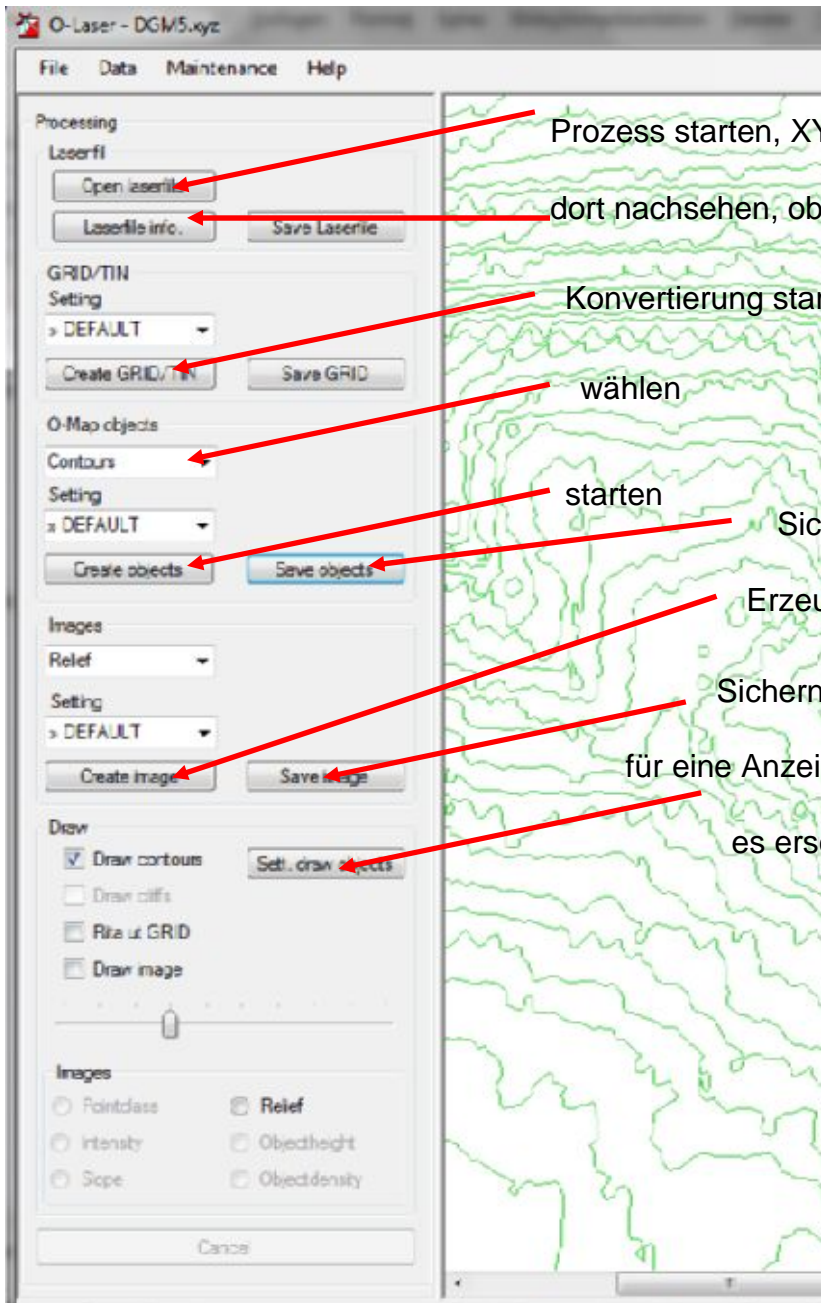 O-Laser - DGM5.xyz
File Data Maintenance Help
Processing
Laserfil
Open laserfile
Laserfile info. Save Laserfile
GRID/TIN
Setting
> DEFAULT
Create GRID/TIN Save GRID
O-Map objects
Contours
Setting
> DEFAULT
Create objects Save objects
Images
Relief
Setting
> DEFAULT
Create image Save image
Draw
Draw contours Sett. draw objects
Draw cliffs
Rita ut GRID
Draw image
Images
Pointclass Relief
Intensity Objectheight
Slope Objectdensity
Cancel
Prozess starten, XY
dort nachsehen, ob
Konvertierung star
wählen
starten
Sic
Erzeu
Sichern
für eine Anzei
es ers